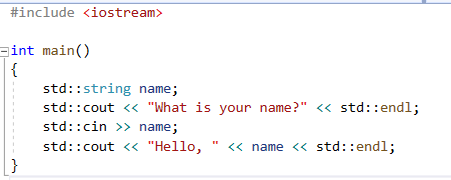 #include <iostream>
int main()
{
std::string name;
std::cout << "What is your name?" << std::endl;
std::cin >> name;
std::cout << "Hello, " << name << std::endl;
}